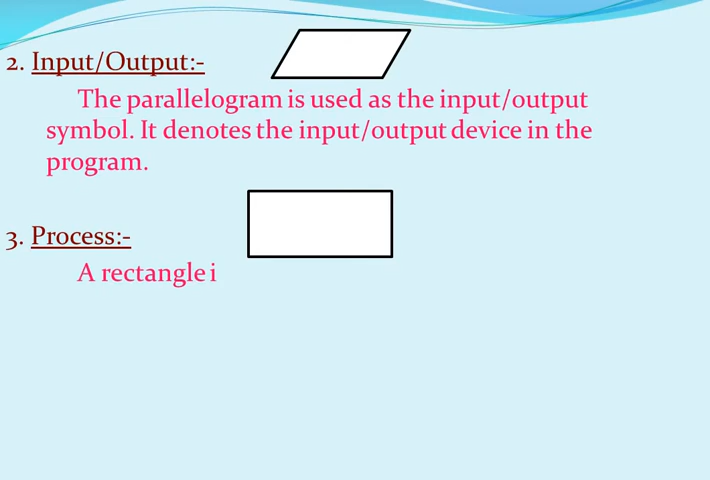 2. Input/Output:-
The parallelogram is used as the input/output
symbol. It denotes the input/output device in the
program.
3. Process:-
A rectangle i